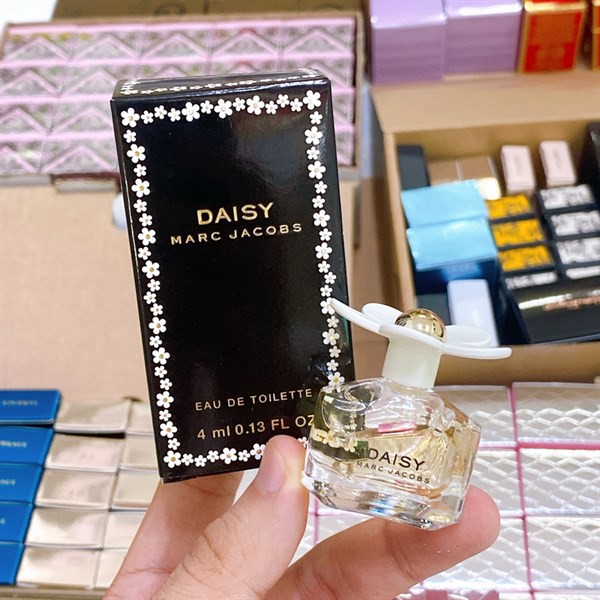 DAISY
MARC JACOBS
EAU DE TOILETTE
4 ml 0.13 FL OZ
DAISY
MARC JACOBS